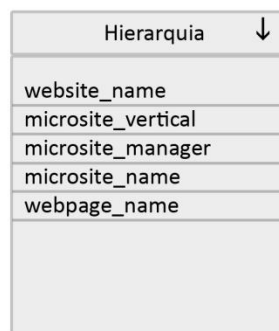 Hierarquia ↓
website_name
microsite_vertical
microsite_manager
microsite_name
webpage_name